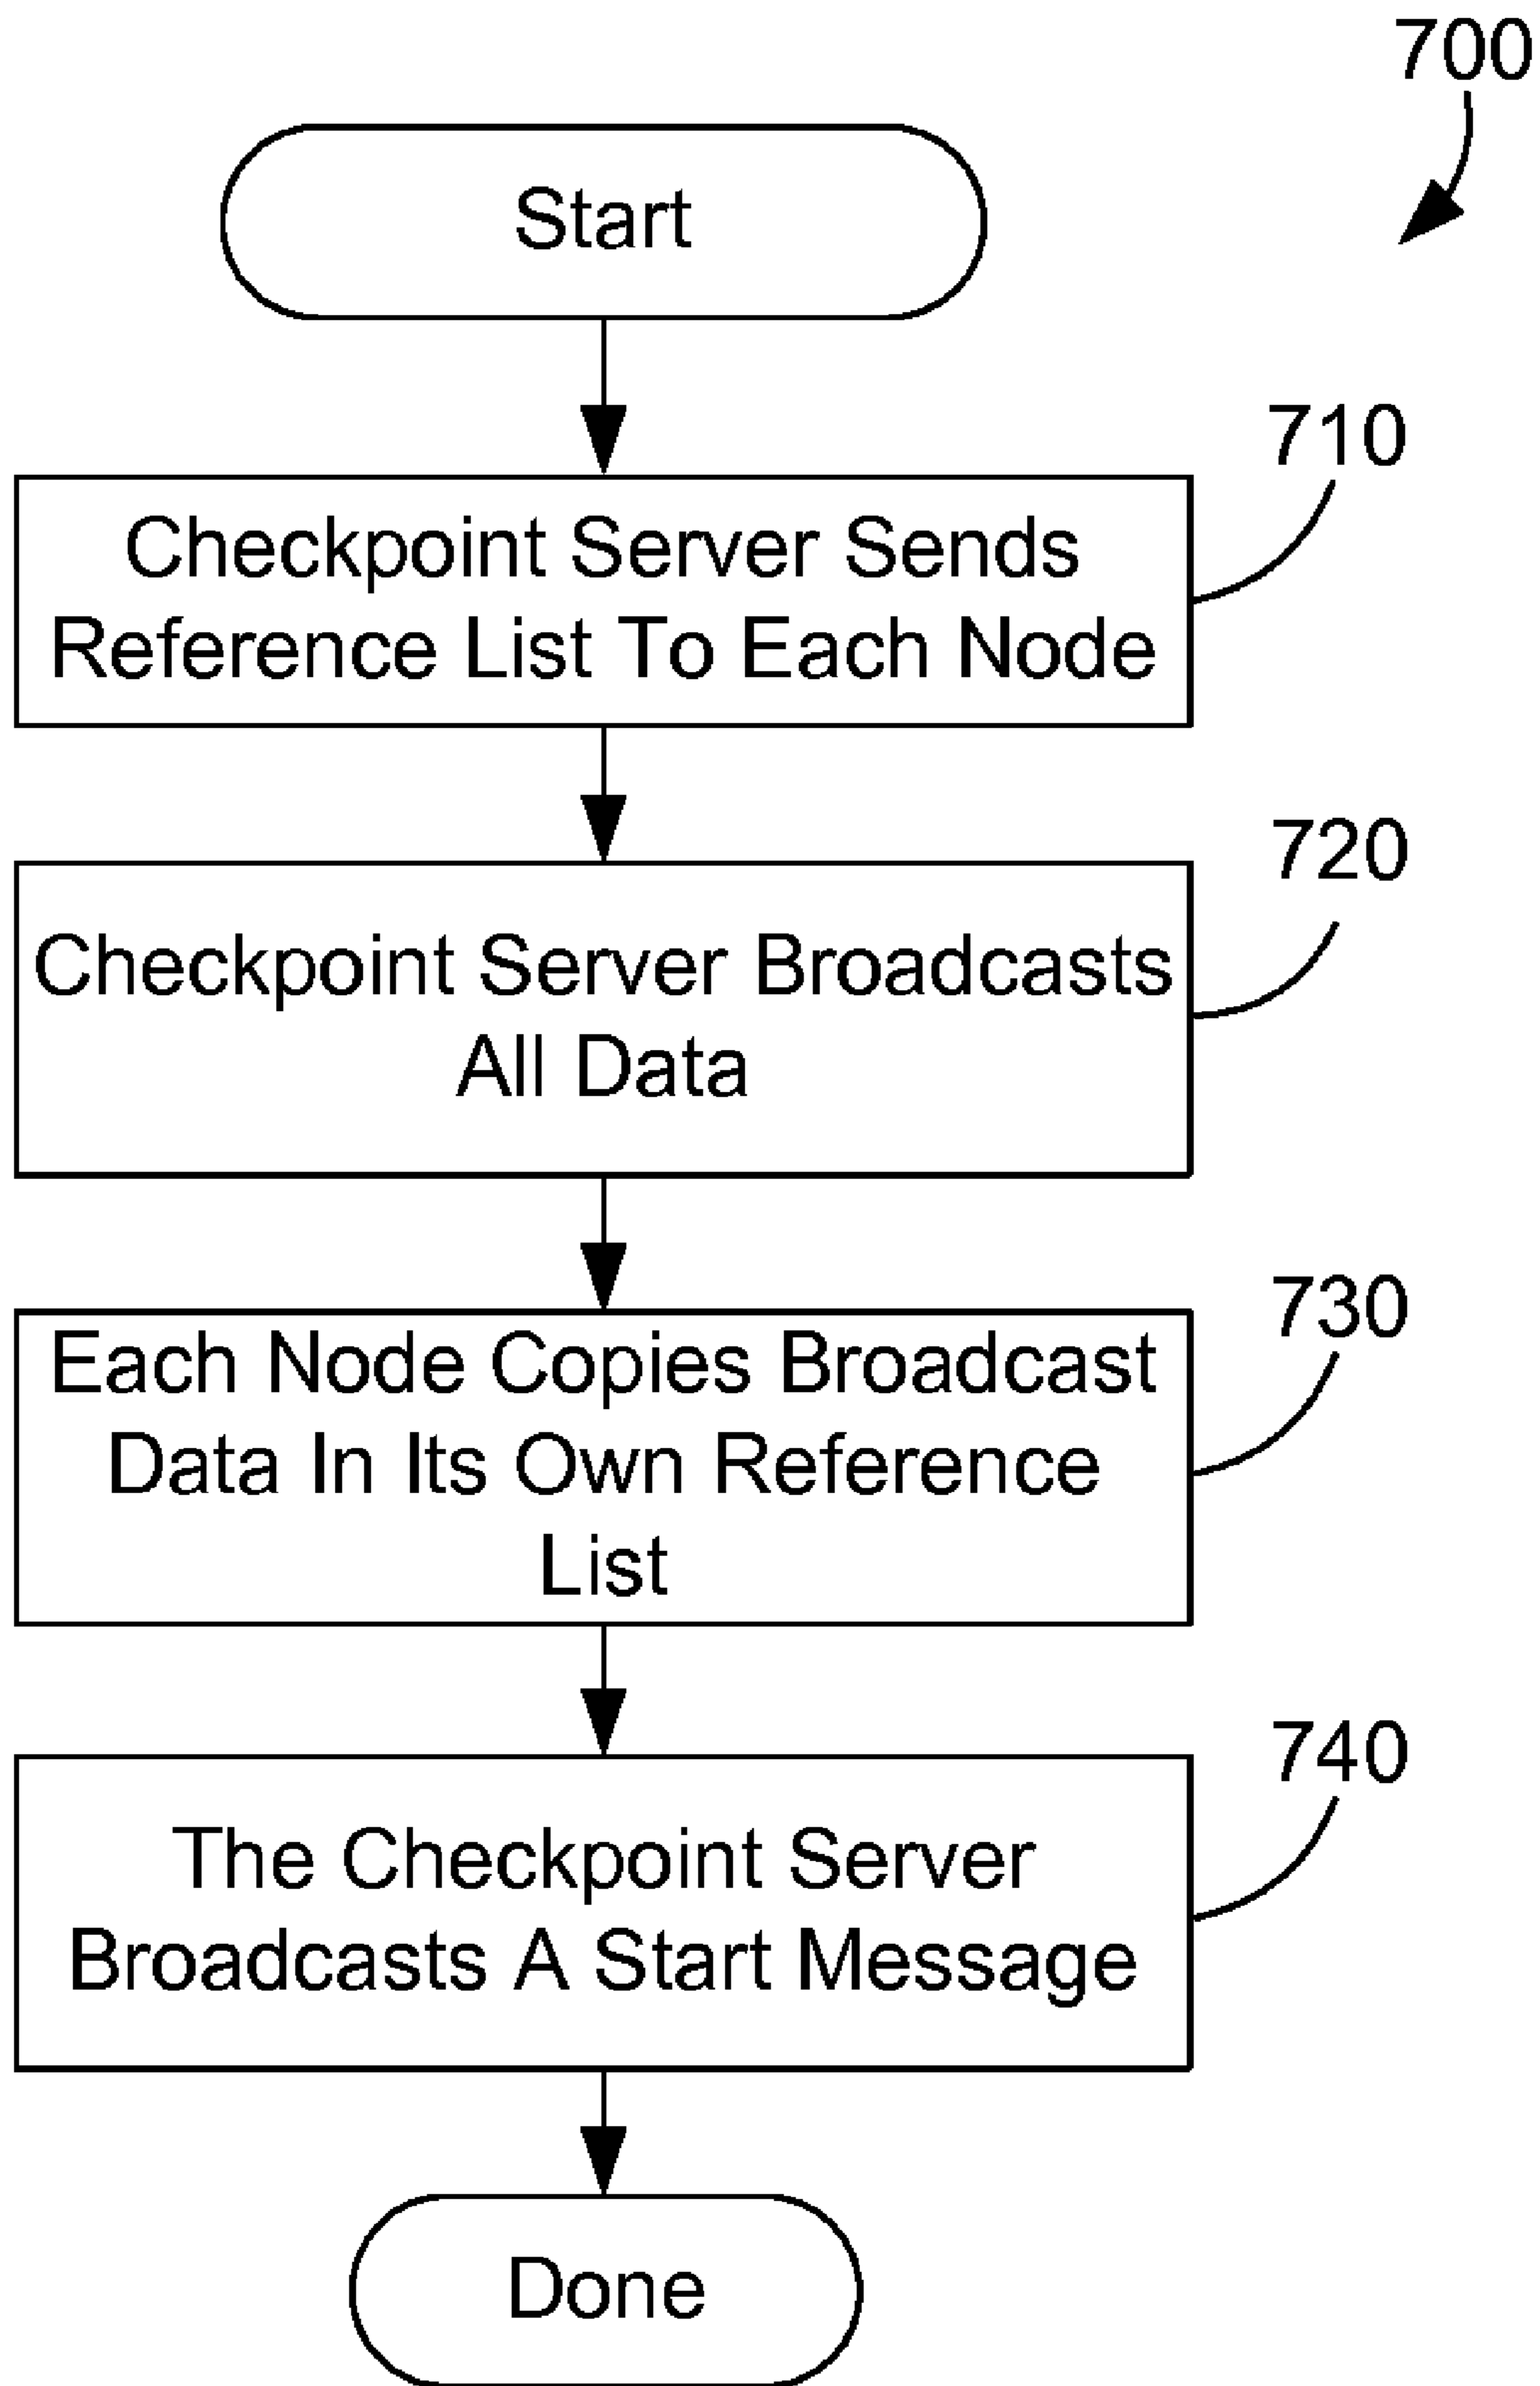 700
Start
710
Checkpoint Server Sends
Reference List To Each Node
720
Checkpoint Server Broadcasts
All Data
730
Each Node Copies Broadcast
Data In Its Own Reference
List
740
The Checkpoint Server
Broadcasts A Start Message
Done